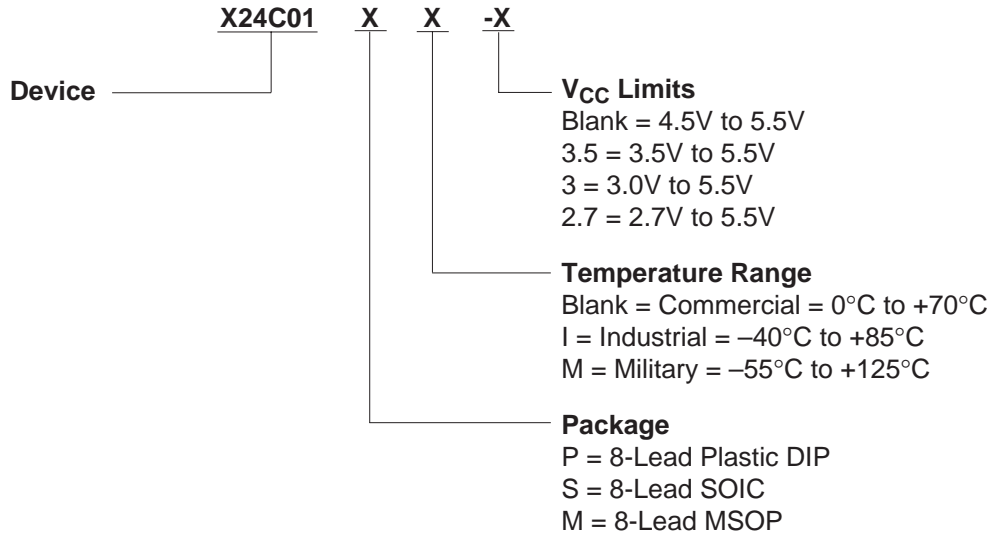 X24C01 X X -X
Device
VCC Limits
Blank = 4.5V to 5.5V
3.5 = 3.5V to 5.5V
3 = 3.0V to 5.5V
2.7 = 2.7V to 5.5V
Temperature Range
Blank = Commercial = 0°C to +70°C
I = Industrial = –40°C to +85°C
M = Military = –55°C to +125°C
Package
P = 8-Lead Plastic DIP
S = 8-Lead SOIC
M = 8-Lead MSOP